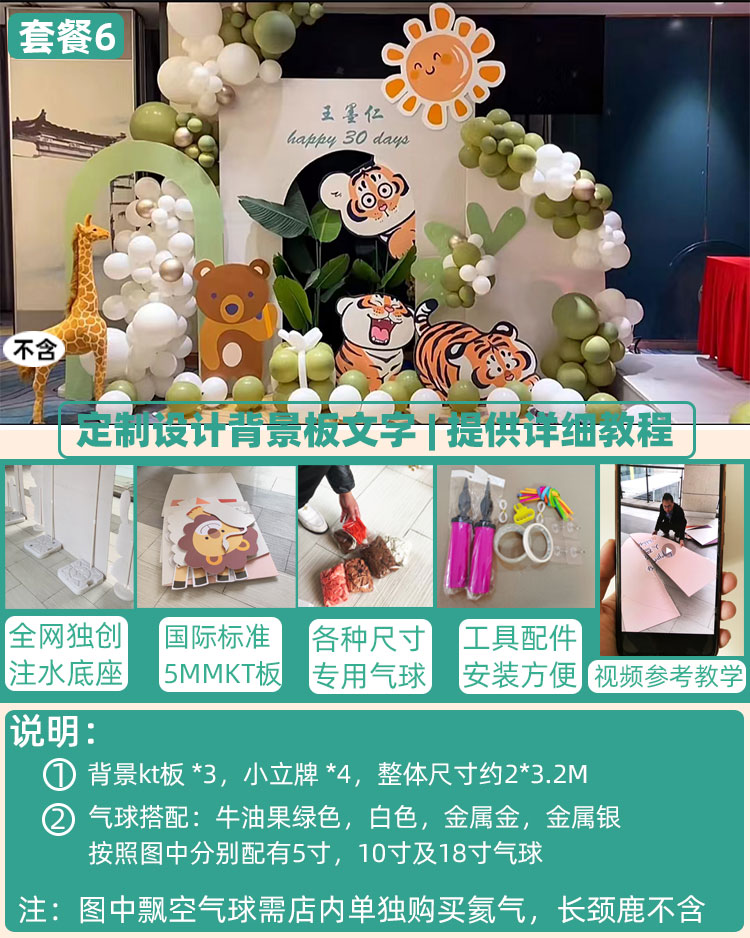 套餐6
王墨仁
happy 30 days
不含
定制设计背景板文字 | 提供详细教程
全网独创
注水底座
国际标准
5MMKT板
各种尺寸
专用气球
工具配件
安装方便
视频参考教学
说明：
① 背景kt板 *3，小立牌 *4，整体尺寸约2*3.2M
② 气球搭配：牛油果绿色，白色，金属金，金属银
按照图中分别配有5寸，10寸及18寸气球
注：图中飘空气球需店内单独购买氦气，长颈鹿不含